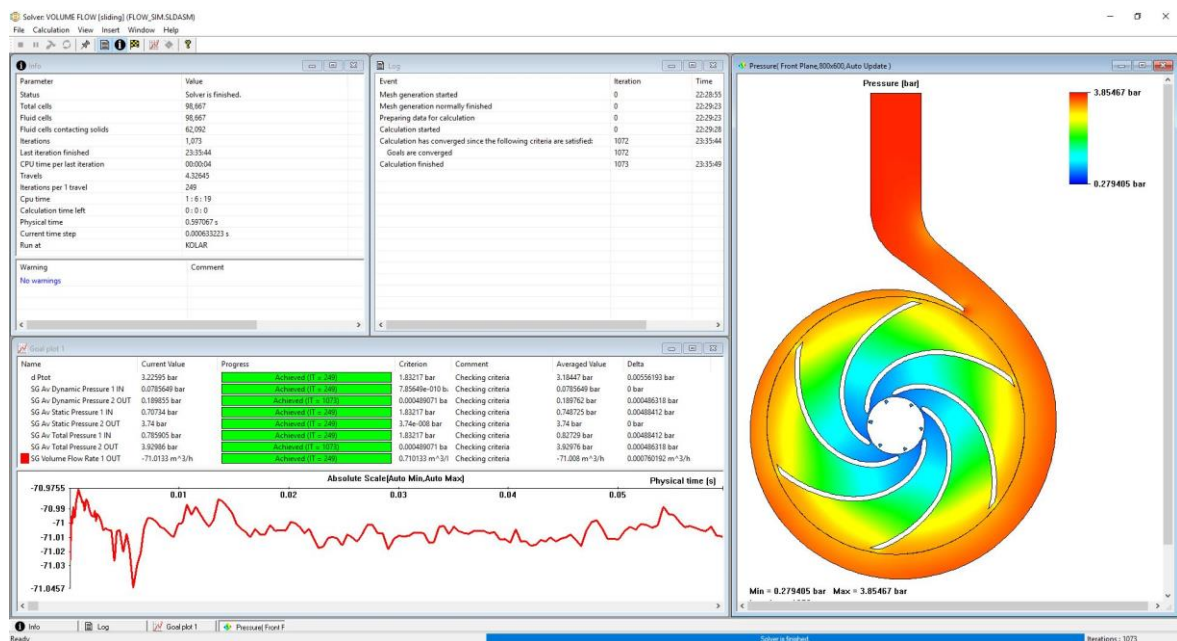 Solver: VOLUME FLOW [sliding] (FLOW_SIM.SLDASM)
File Calculation View Insert Window Help
Info
Parameter Value
Status Solver is finished.
Total cells 98,667
Fluid cells 98,667
Fluid cells contacting solids 62,092
Iterations 1,073
Last iteration finished 23:35:44
CPU time per last iteration 00:00:04
Travels 4.32645
Iterations per 1 travel 249
Cpu time 1 : 6 : 19
Calculation time left 0 : 0 : 0
Physical time 0.597067 s
Current time step 0.000633223 s
Run at KOLAR
Warning Comment
No warnings
Log
Event Iteration Time
Mesh generation started 0 22:28:55
Mesh generation normally finished 0 22:29:23
Preparing data for calculation 0 22:29:23
Calculation started 0 22:29:28
Calculation has converged since the following criteria are satisfied: 1072 23:35:44
Goals are converged 1072
Calculation finished 1073 23:35:49
Pressure( Front Plane,800x600,Auto Update )
Pressure [bar]
3.85467 bar
0.279405 bar
Min = 0.279405 bar Max = 3.85467 bar
Goal plot 1
Name Current Value Progress Criterion Comment Averaged Value Delta
d Ptot 3.22595 bar Achieved (IT = 249) 1.83217 bar Checking criteria 3.18447 bar 0.00556193 bar
SG Av Dynamic Pressure 1 IN 0.0785649 bar Achieved (IT = 249) 7.85649e-010 b Checking criteria 0.0785649 bar 0 bar
SG Av Dynamic Pressure 2 OUT 0.189855 bar Achieved (IT = 1073) 0.000489071 ba Checking criteria 0.189762 bar 0.000486318 bar
SG Av Static Pressure 1 IN 0.70734 bar Achieved (IT = 249) 1.83217 bar Checking criteria 0.748725 bar 0.00488412 bar
SG Av Static Pressure 2 OUT 3.74 bar Achieved (IT = 249) 3.74e-008 bar Checking criteria 3.74 bar 0 bar
SG Av Total Pressure 1 IN 0.785905 bar Achieved (IT = 249) 1.83217 bar Checking criteria 0.82729 bar 0.00488412 bar
SG Av Total Pressure 2 OUT 3.92986 bar Achieved (IT = 1073) 0.000489071 ba Checking criteria 3.92976 bar 0.000486318 bar
SG Volume Flow Rate 1 OUT -71.0133 m^3/h Achieved (IT = 249) 0.710133 m^3/l Checking criteria -71.008 m^3/h 0.000760192 m^3/h
Absolute Scale(Auto Min,Auto Max) Physical time (s)
0.01 0.02 0.03 0.04 0.05
-70.9755
-70.99
-71
-71.01
-71.02
-71.03
-71.0457
Info Log Goal plot 1 Pressure( Front F
Ready Solver is finished Iterations : 1073